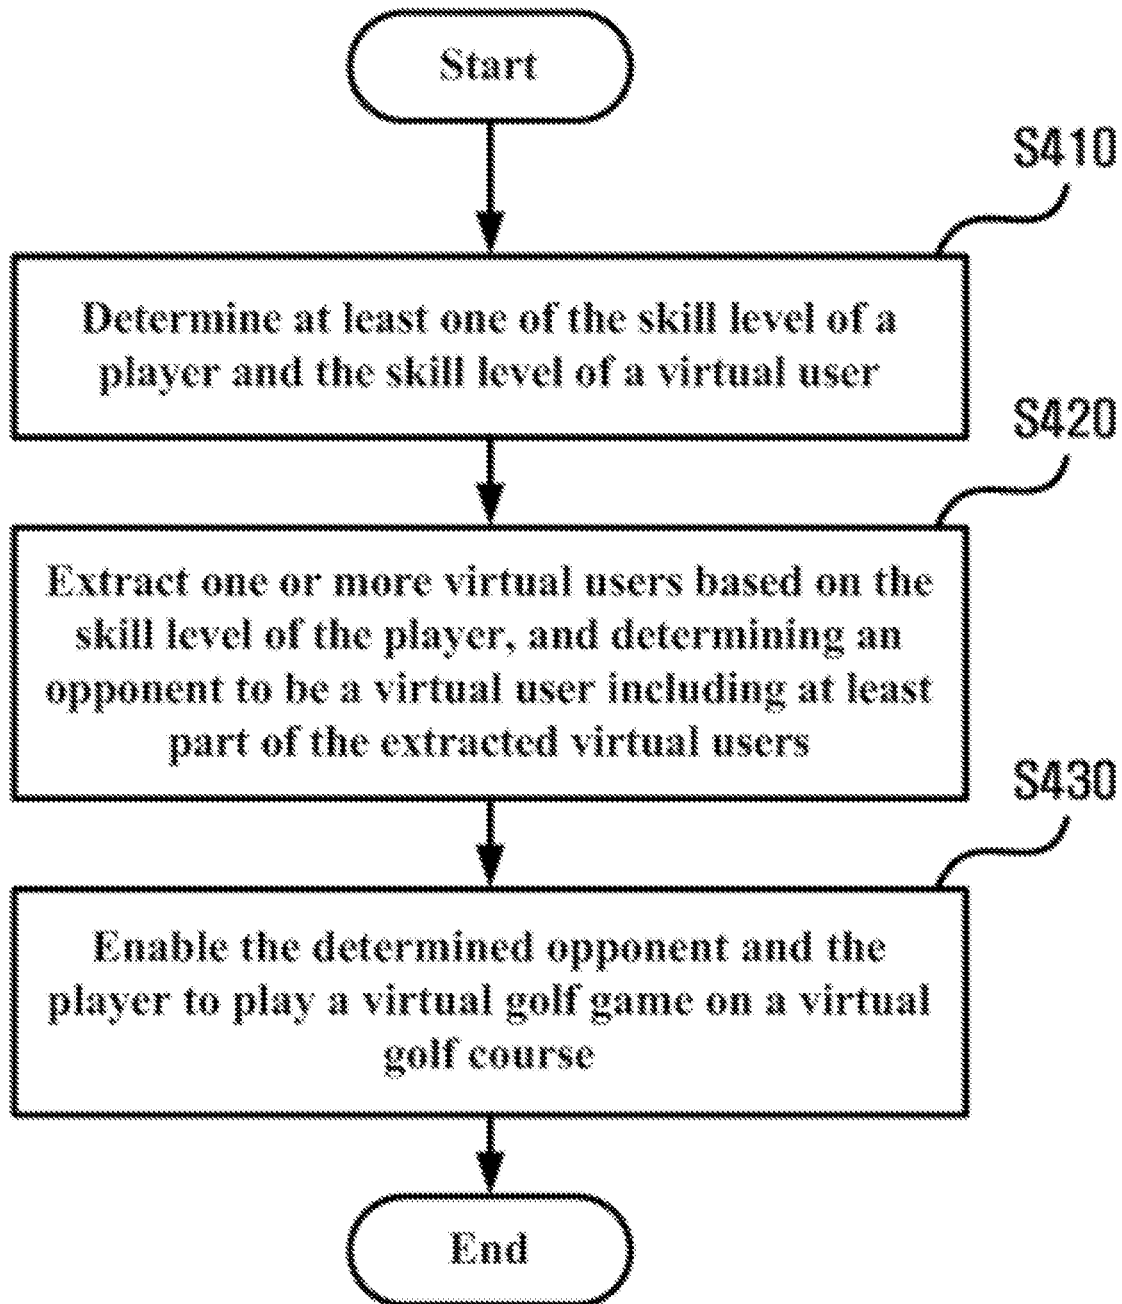 Start
S410
Determine at least one of the skill level of a
player and the skill level of a virtual user
S420
Extract one or more virtual users based on the
skill level of the player, and determining an
opponent to be a virtual user including at least
part of the extracted virtual users
S430
Enable the determined opponent and the
player to play a virtual golf game on a virtual
golf course
End